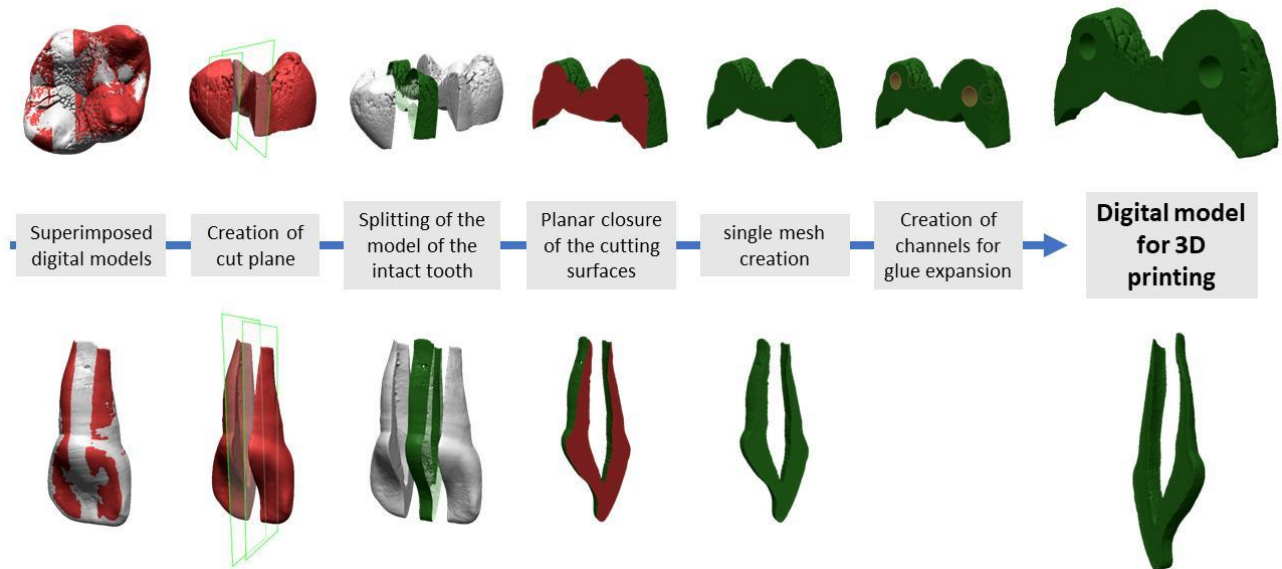 Superimposed
digital models
Creation of
cut plane
Splitting of the
model of the
intact tooth
Planar closure
of the cutting
surfaces
single mesh
creation
Creation of
channels for
glue expansion
Digital model
for 3D
printing